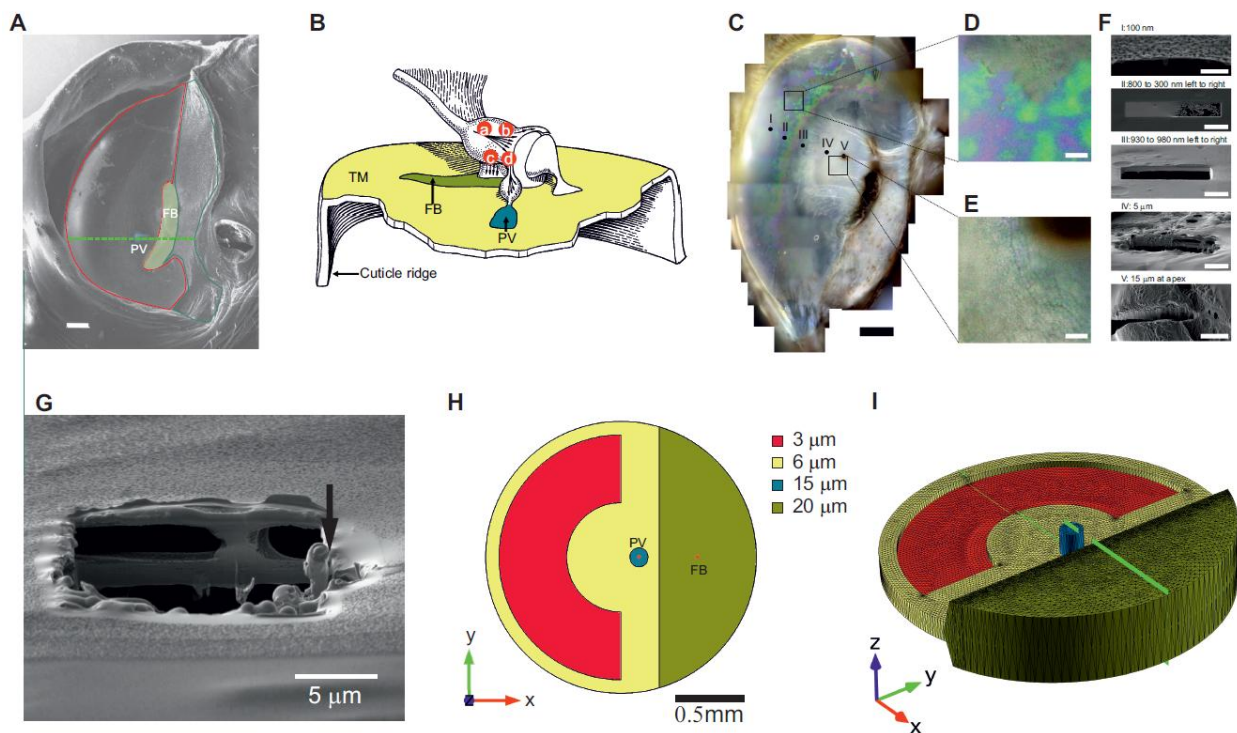 A
FB
PV
B
a b
c d
TM
FB
PV
Cuticle ridge
C
I
II
III
IV
V
D
E
F
I:100 nm
II:800 to 300 nm left to right
III:930 to 980 nm left to right
IV: 5 µm
V: 15 µm at apex
G
5 µm
H
PV
FB
y
x
0.5mm
3 µm
6 µm
15 µm
20 µm
I
z
y
x